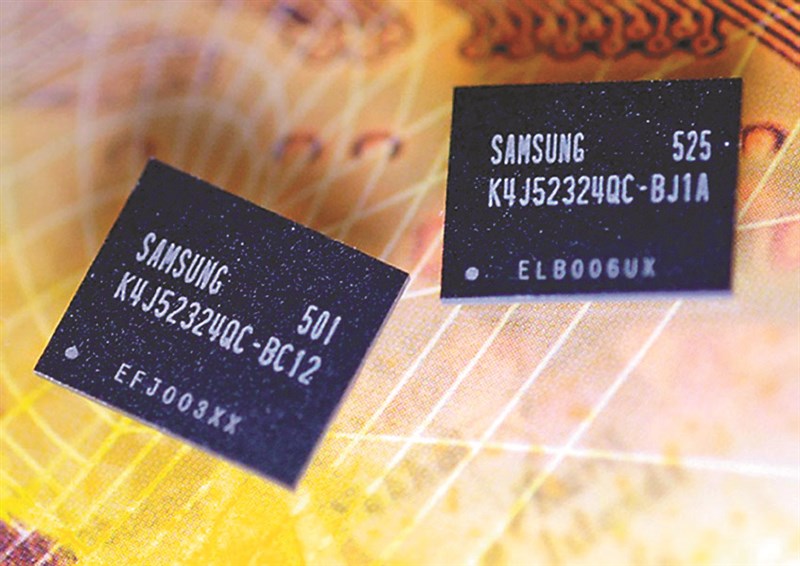 SAMSUNG 501
K4J52324QC-BC12
EFJ003XX
SAMSUNG 525
K4J52324QC-BJ1A
ELB006UX